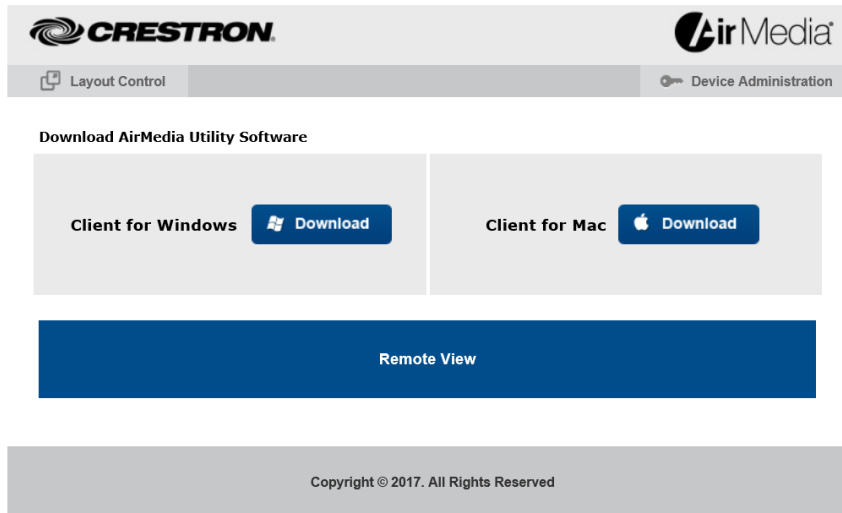 CRESTRON.
AirMedia®
Layout Control
Device Administration
Download AirMedia Utility Software
Client for Windows
Download
Client for Mac
Download
Remote View
Copyright © 2017. All Rights Reserved